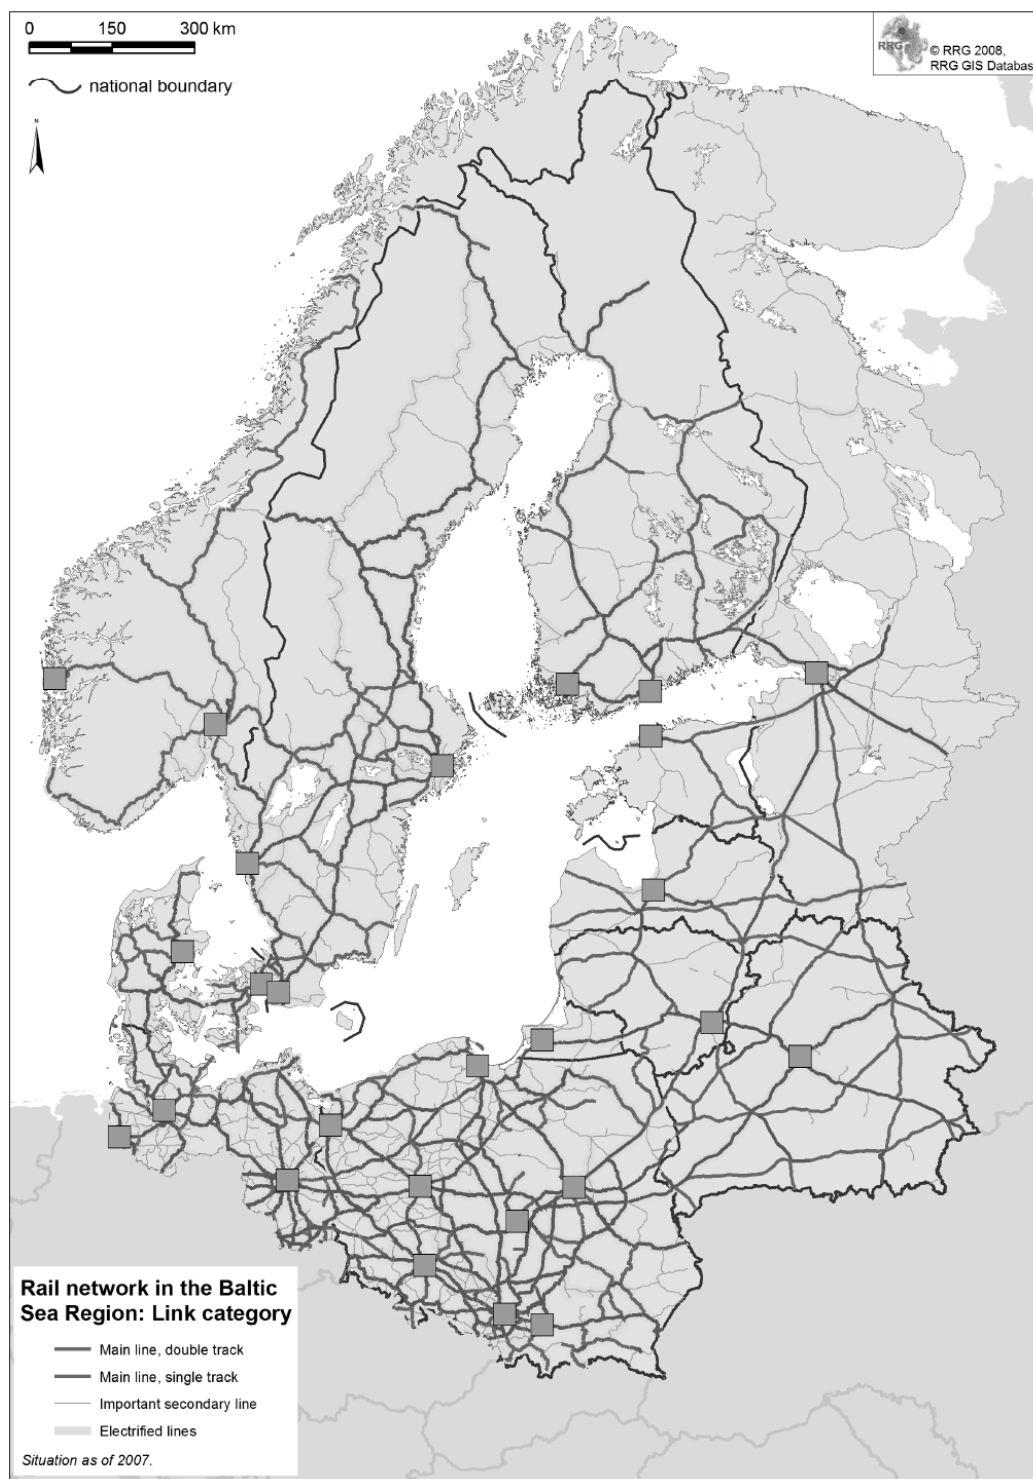 0 150 300 km
national boundary
N
RRG
© RRG 2008,
RRG GIS Databas
Rail network in the Baltic
Sea Region: Link category
Main line, double track
Main line, single track
Important secondary line
Electrified lines
Situation as of 2007.